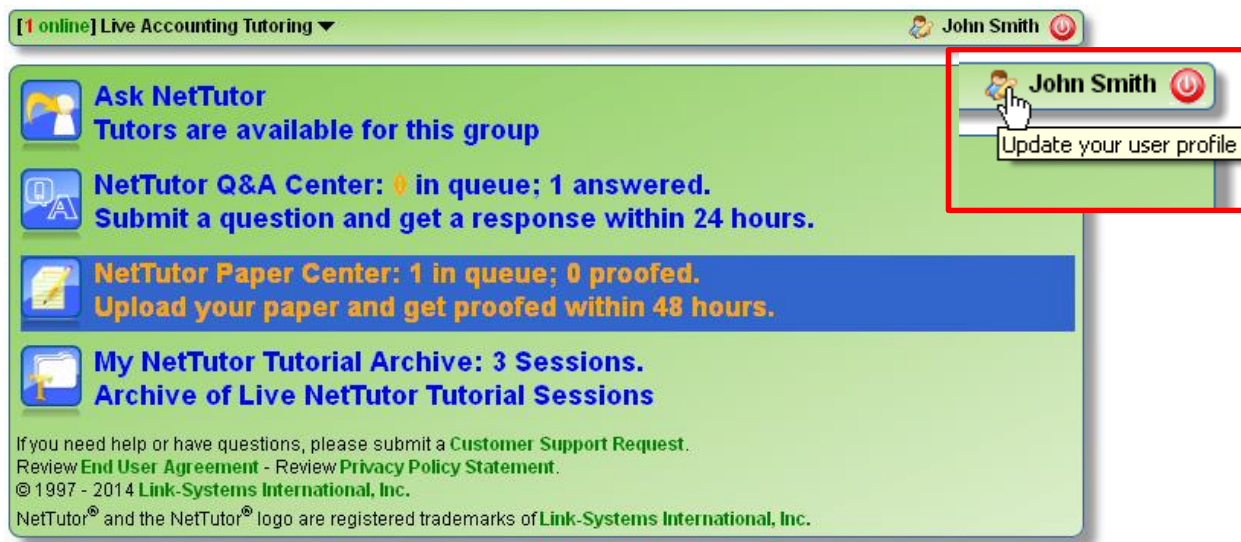 [1 online] Live Accounting Tutoring
John Smith
John Smith
Update your user profile
Ask NetTutor
Tutors are available for this group
NetTutor Q&A Center: 0 in queue; 1 answered.
Submit a question and get a response within 24 hours.
NetTutor Paper Center: 1 in queue; 0 proofed.
Upload your paper and get proofed within 48 hours.
My NetTutor Tutorial Archive: 3 Sessions.
Archive of Live NetTutor Tutorial Sessions
If you need help or have questions, please submit a Customer Support Request.
Review End User Agreement - Review Privacy Policy Statement.
© 1997 - 2014 Link-Systems International, Inc.
NetTutor® and the NetTutor® logo are registered trademarks of Link-Systems International, Inc.